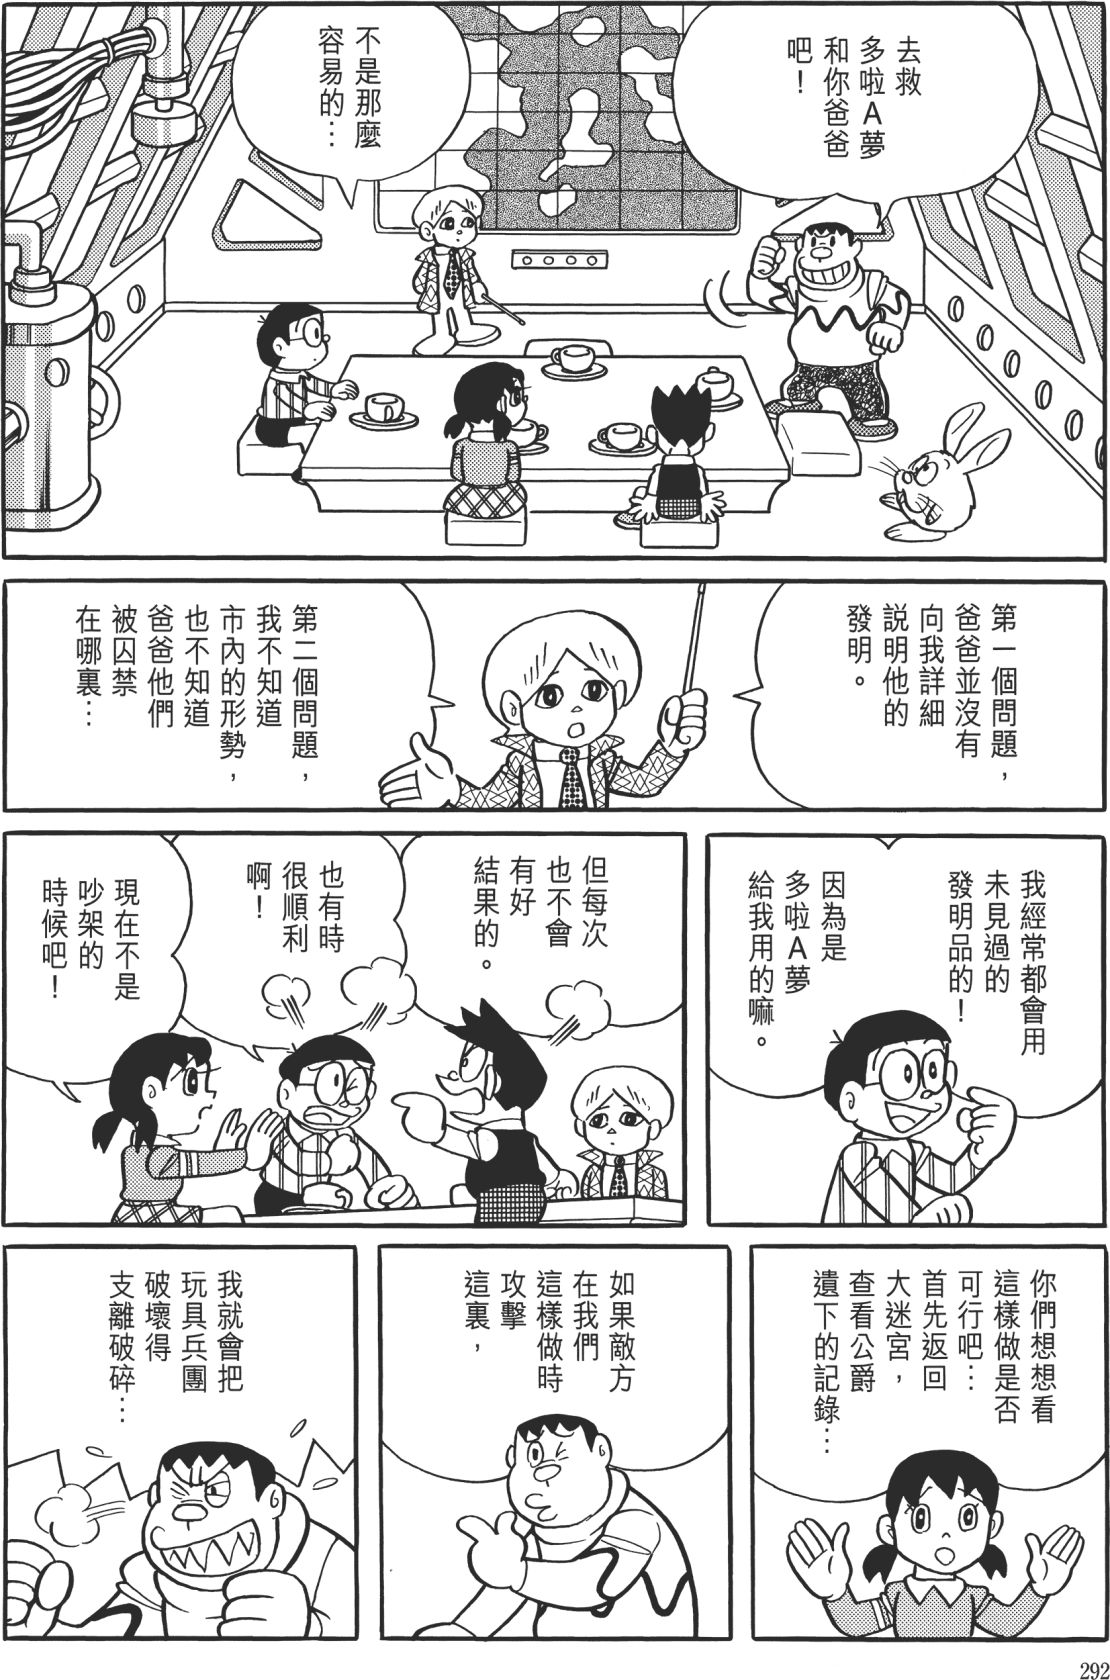 去救
多啦A夢
和你爸爸
吧！
不是那麼
容易的…
第一個問題，
爸爸並沒有
向我詳細
説明他的
發明。
第二個問題，
我不知道
市內的形勢，
也不知道
爸爸他們
被囚禁
在哪裏…
我經常都會用
未見過的
發明品的！
因為是
多啦A夢
給我用的嘛。
但每次
也不會
有好
結果的。
也有時
很順利
啊！
現在不是
吵架的
時候吧！
你們想想看
這樣做是否
可行吧…
首先返回
大迷宮，
查看公爵
遺下的記錄…
如果敵方
在我們
這樣做時
攻擊
這裏，
我就會把
玩具兵團
破壞得
支離破碎…
292